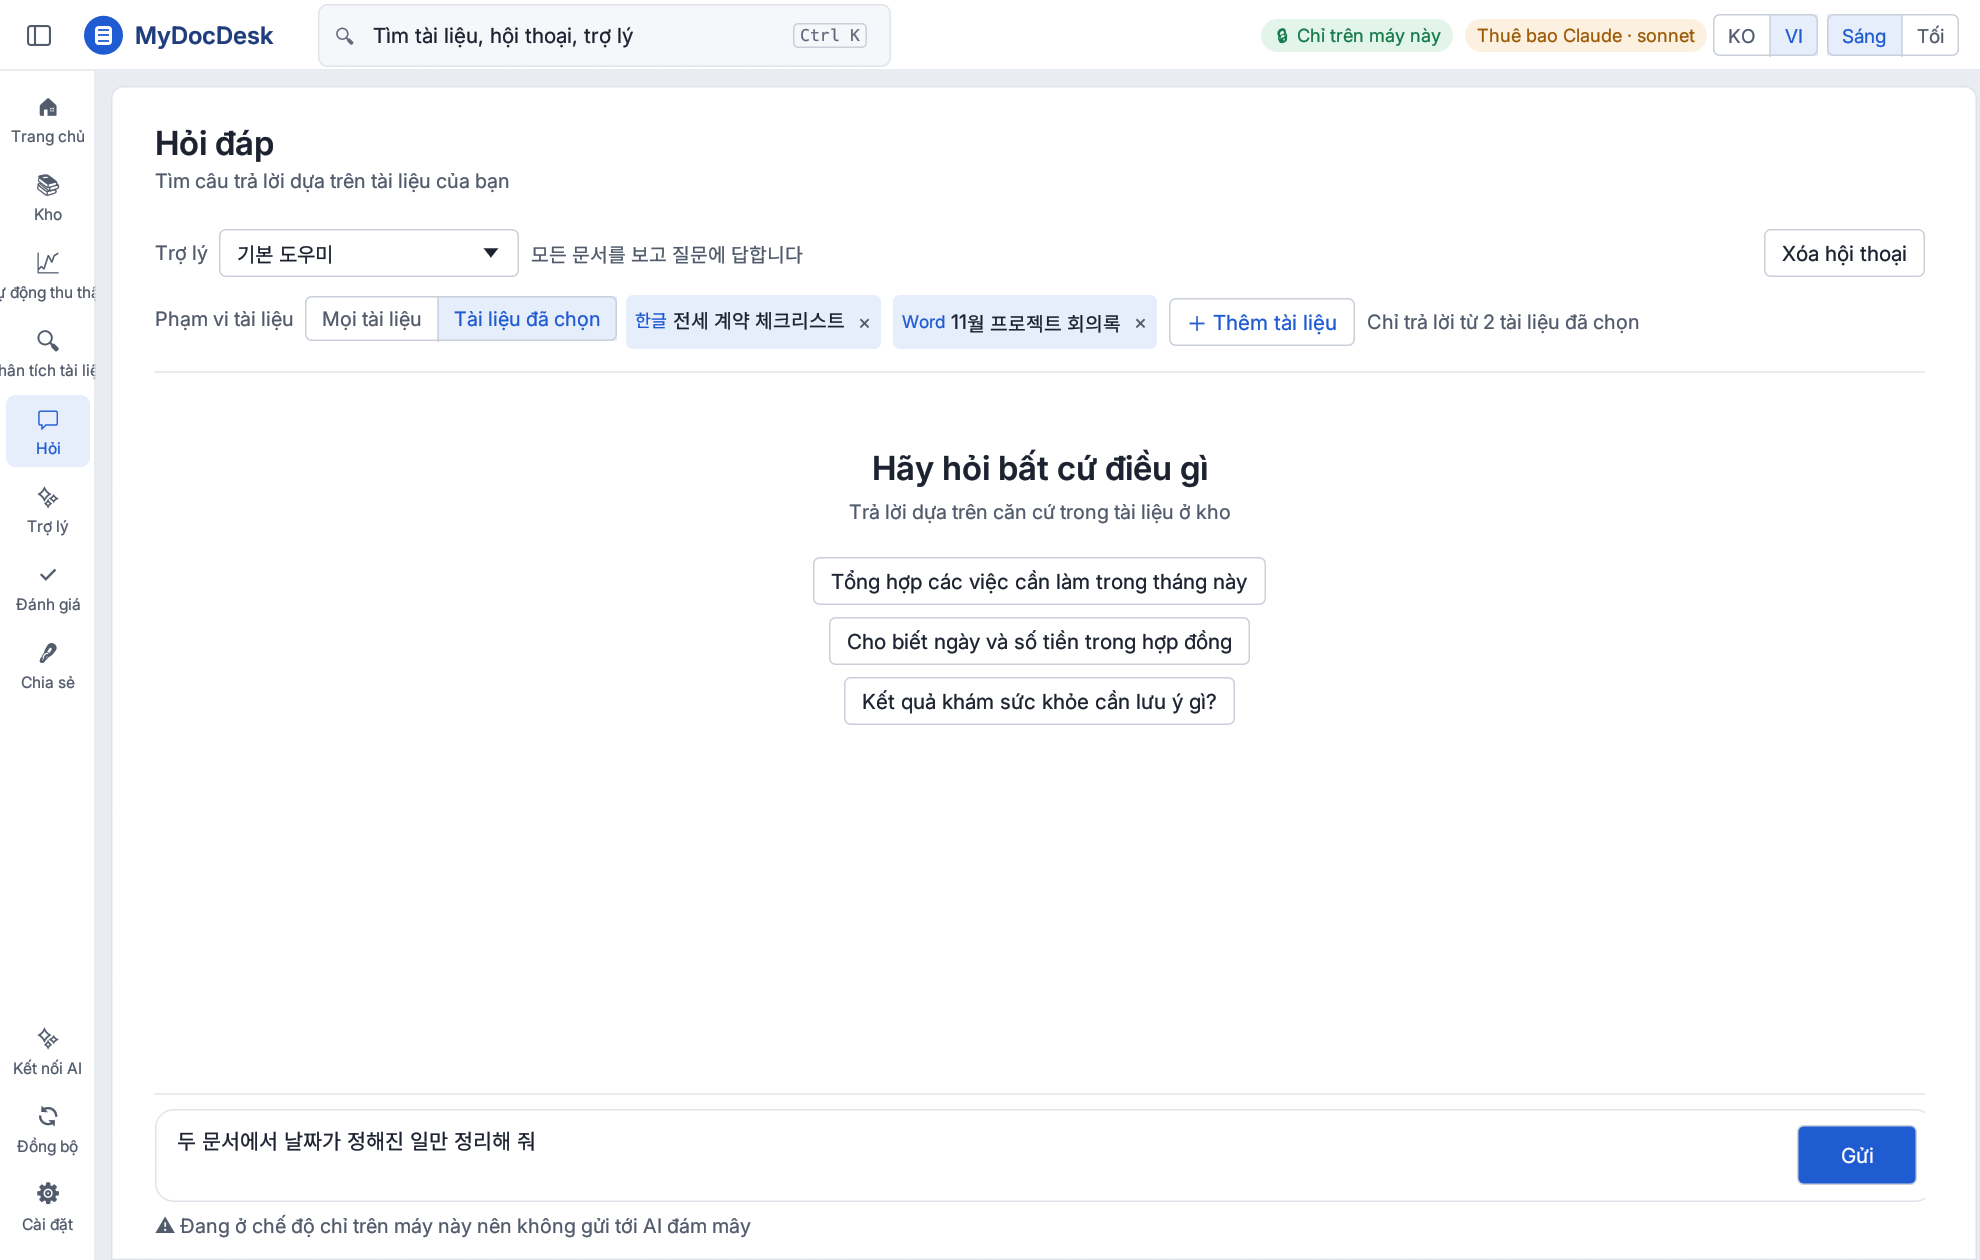 MyDocDesk
Tìm tài liệu, hội thoại, trợ lý
Ctrl K
Chỉ trên máy này
Thuê bao Claude · sonnet
KO
VI
Sáng
Tối
Trang chủ
Kho
ự động thu thậ
hân tích tài liệ
Hỏi
Trợ lý
Đánh giá
Chia sẻ
Kết nối AI
Đồng bộ
Cài đặt
Hỏi đáp
Tìm câu trả lời dựa trên tài liệu của bạn
Trợ lý
기본 도우미
모든 문서를 보고 질문에 답합니다
Xóa hội thoại
Phạm vi tài liệu
Mọi tài liệu
Tài liệu đã chọn
한글 전세 계약 체크리스트 ×
Word 11월 프로젝트 회의록 ×
+ Thêm tài liệu
Chỉ trả lời từ 2 tài liệu đã chọn
Hãy hỏi bất cứ điều gì
Trả lời dựa trên căn cứ trong tài liệu ở kho
Tổng hợp các việc cần làm trong tháng này
Cho biết ngày và số tiền trong hợp đồng
Kết quả khám sức khỏe cần lưu ý gì?
두 문서에서 날짜가 정해진 일만 정리해 줘
Gửi
Đang ở chế độ chỉ trên máy này nên không gửi tới AI đám mây